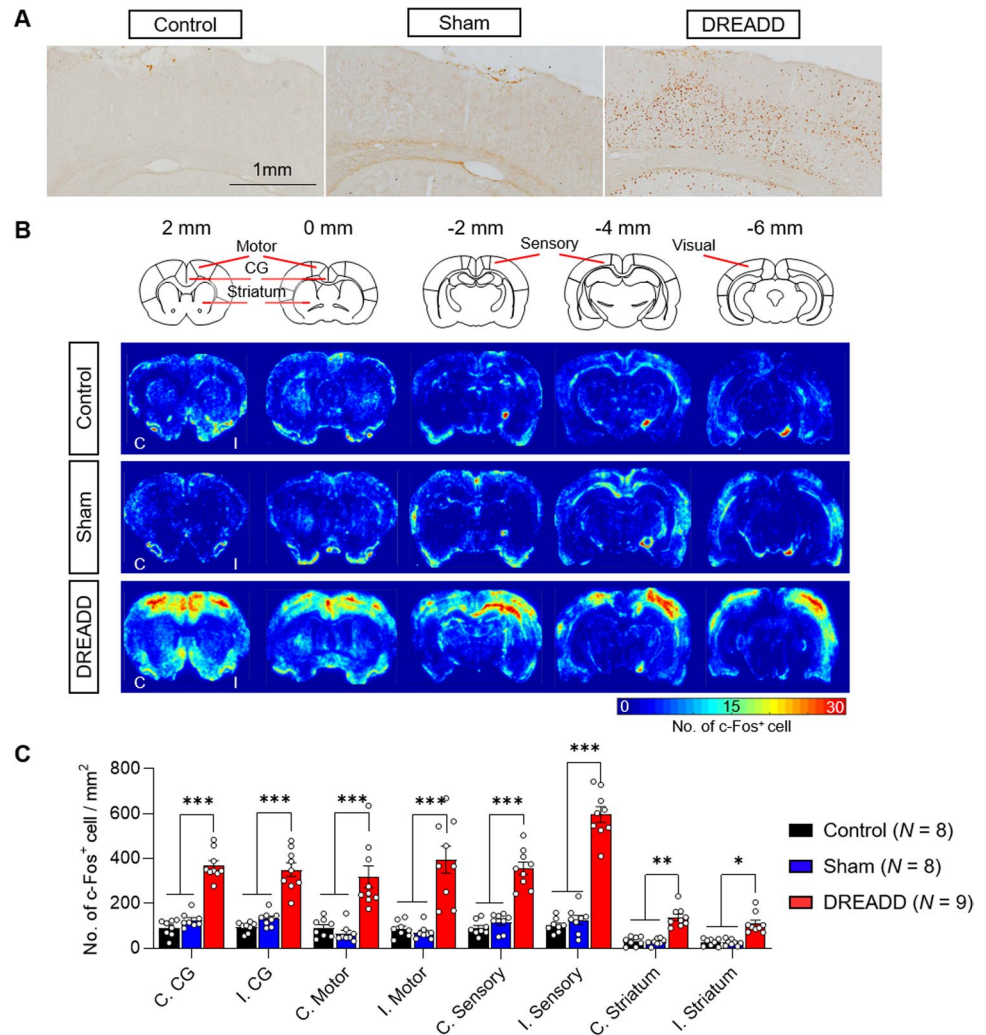 A
Control Sham DREADD
1mm
B
2 mm 0 mm -2 mm -4 mm -6 mm
Motor
CG
Striatum
Sensory
Visual
Control
C I
Sham
C I
DREADD
C I
0 15 30
No. of c-Fos⁺ cell
C
No. of c-Fos⁺ cell / mm²
800
600
400
200
0
*** *** *** *** *** *** ** *
C. CG I. CG C. Motor I. Motor C. Sensory I. Sensory C. Striatum I. Striatum
Control (N = 8)
Sham (N = 8)
DREADD (N = 9)